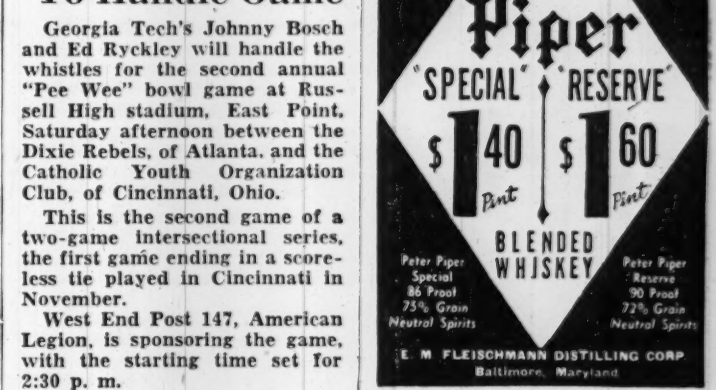 To Handle Game
Georgia Tech's Johnny Bosch
and Ed Ryckley will handle the
whistles for the second annual
"Pee Wee" bowl game at Rus-
sell High stadium, East Point,
Saturday afternoon between the
Dixie Rebels, of Atlanta, and the
Catholic Youth Organization
Club, of Cincinnati, Ohio.
This is the second game of a
two-game intersectional series,
the first game ending in a score-
less tie played in Cincinnati in
November.
West End Post 147, American
Legion, is sponsoring the game,
with the starting time set for
2:30 p. m.
Piper
"SPECIAL" "RESERVE"
$1 40 $1 60
Pint Pint
BLENDED
WHISKEY
Peter Piper
Special
86 Proof
75% Grain
Neutral Spirits
Peter Piper
Reserve
90 Proof
72% Grain
Neutral Spirits
E. M. FLEISCHMANN DISTILLING CORP.
Baltimore, Maryland